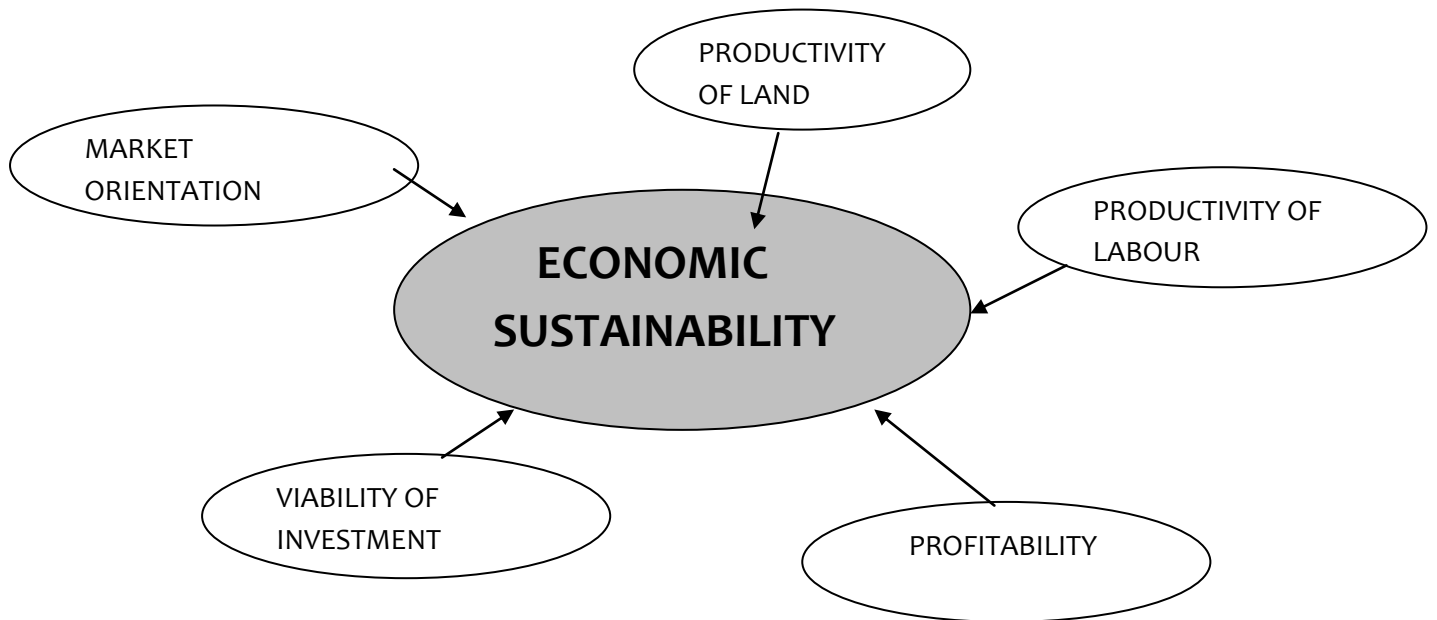 PRODUCTIVITY
OF LAND
MARKET
ORIENTATION
PRODUCTIVITY OF
LABOUR
ECONOMIC
SUSTAINABILITY
VIABILITY OF
INVESTMENT
PROFITABILITY